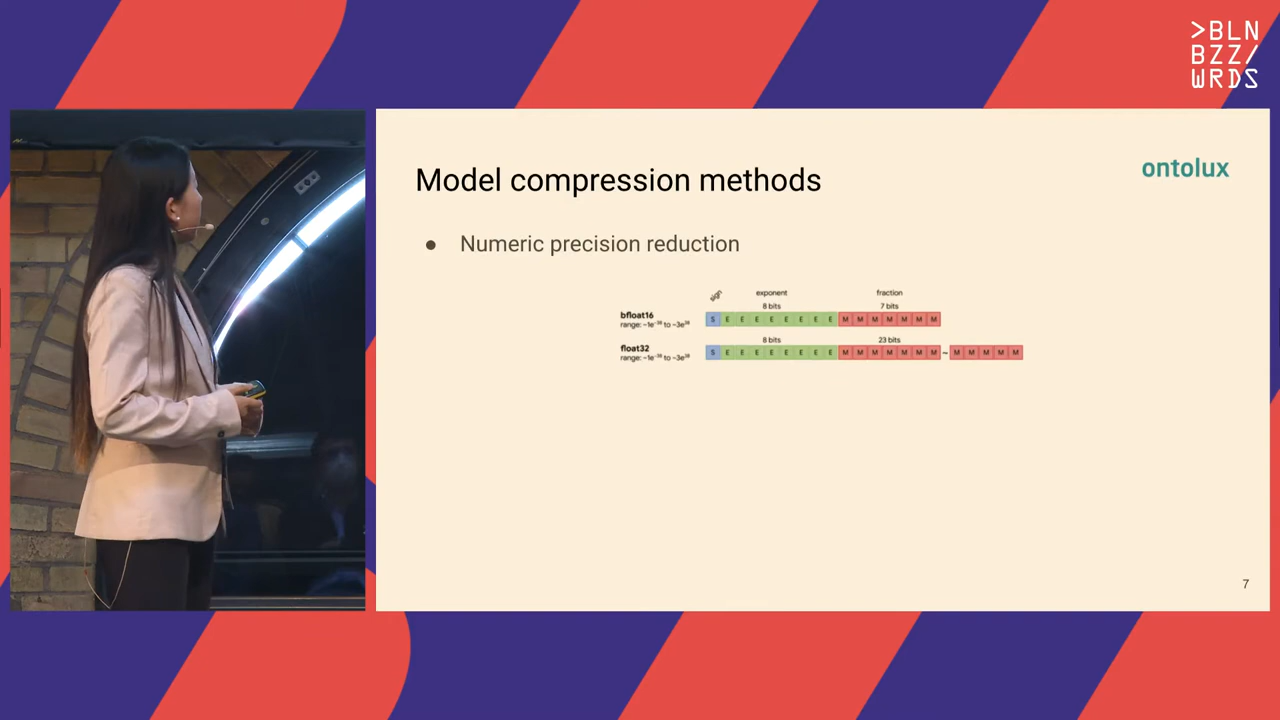 >BLN
BZZ/
WRDS
ontolux
Model compression methods
● Numeric precision reduction
sign exponent fraction
8 bits 7 bits
bfloat16 S E E E E E E E E M M M M M M M
range: ~1e⁻³⁸ to ~3e³⁸
8 bits 23 bits
float32 S E E E E E E E E M M M M M M M ~ M M M M M
range: ~1e⁻³⁸ to ~3e³⁸
7